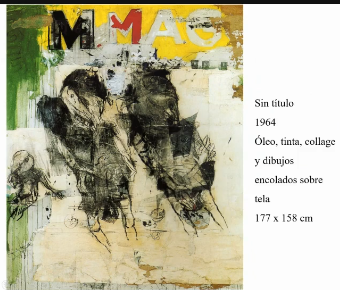 MMAG
Sin título
1964
Óleo, tinta, collage
y dibujos
encolados sobre
tela
177 x 158 cm